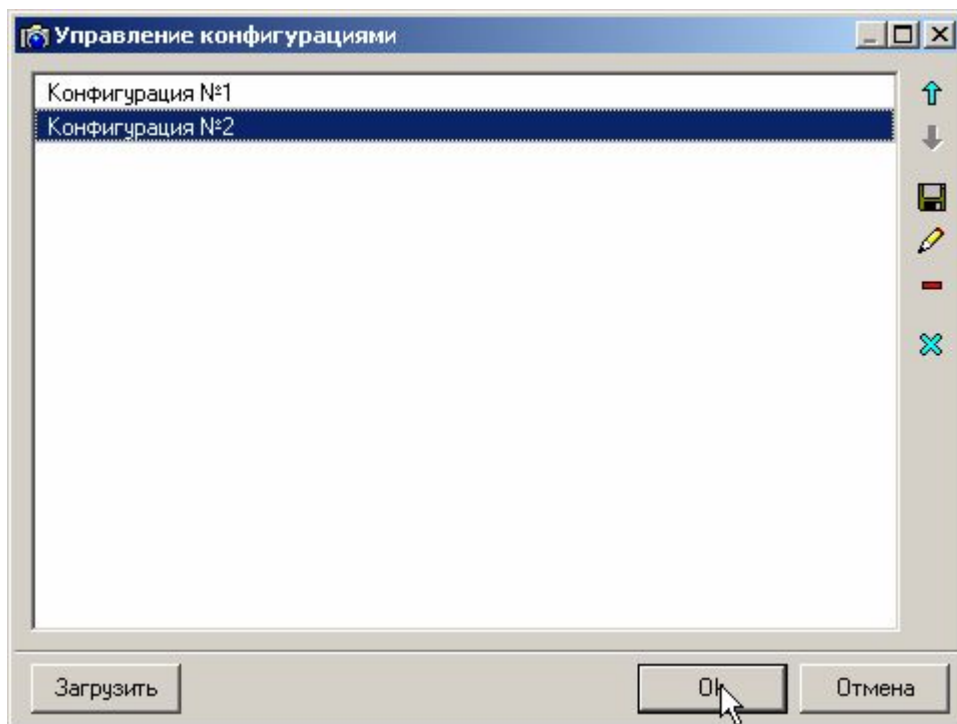 Управление конфигурациями
Конфигурация №1
Конфигурация №2
Загрузить
Ok
Отмена